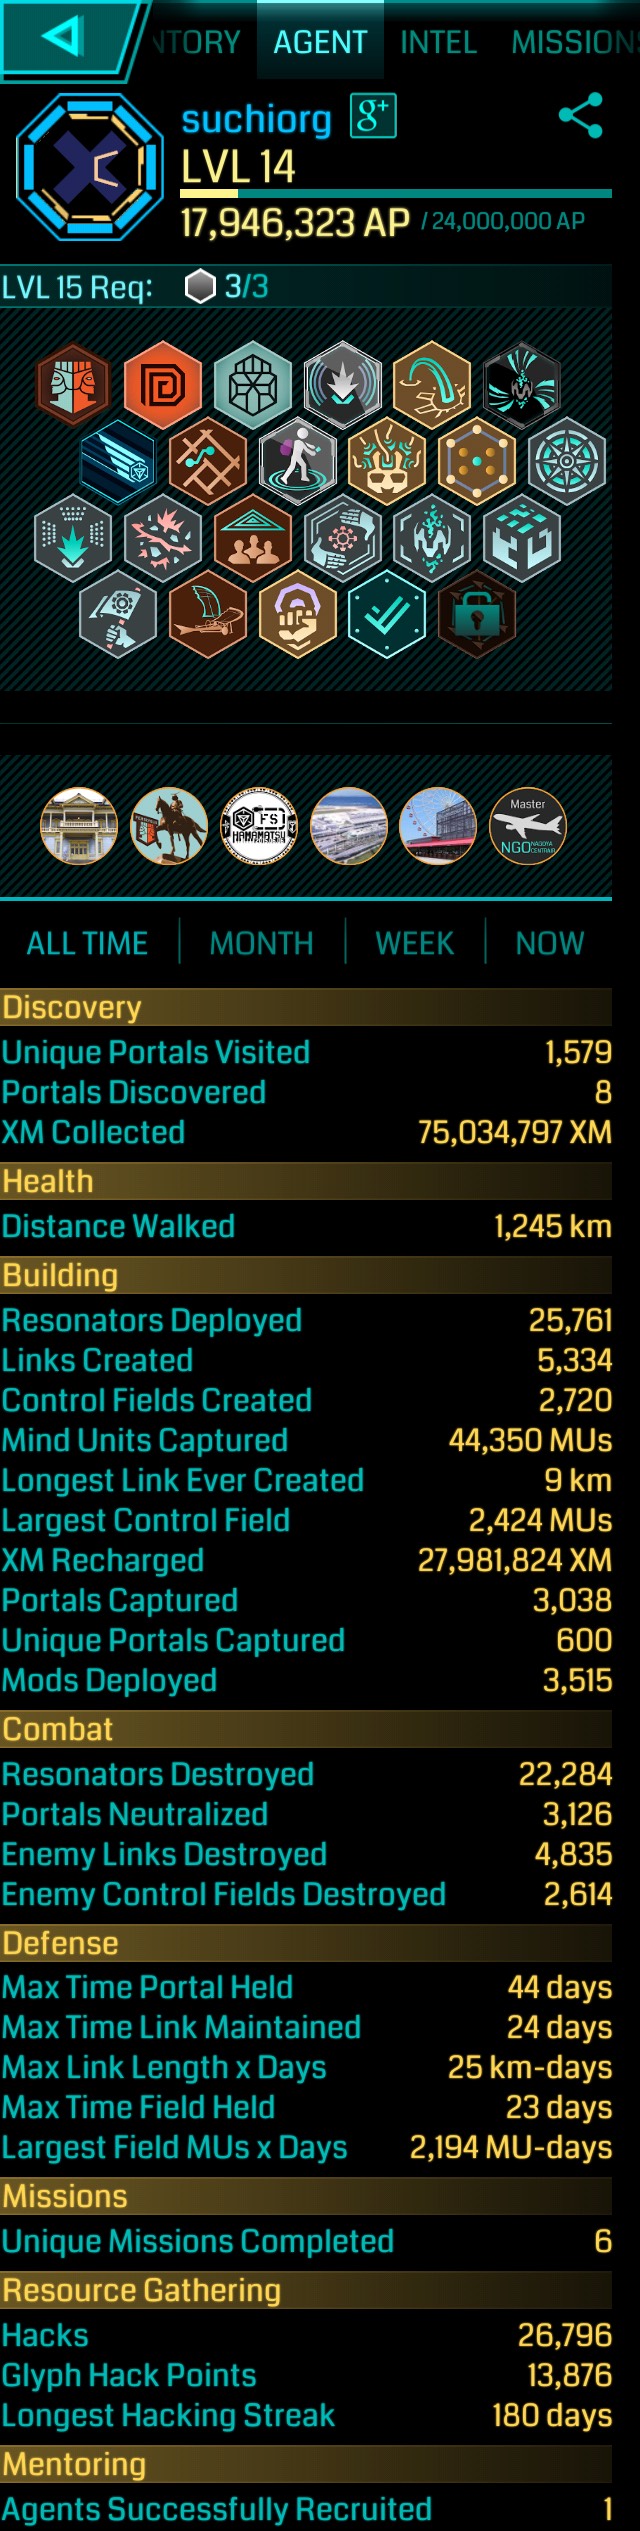 NTORY AGENT INTEL MISSIONS
suchiorg g+
LVL 14
17,946,323 AP / 24,000,000 AP
LVL 15 Req: 3/3
FS
HAMAMATSU
Master
NGO NAGOYA CENTRAIR
ALL TIME MONTH WEEK NOW
Discovery
Unique Portals Visited 1,579
Portals Discovered 8
XM Collected 75,034,797 XM
Health
Distance Walked 1,245 km
Building
Resonators Deployed 25,761
Links Created 5,334
Control Fields Created 2,720
Mind Units Captured 44,350 MUs
Longest Link Ever Created 9 km
Largest Control Field 2,424 MUs
XM Recharged 27,981,824 XM
Portals Captured 3,038
Unique Portals Captured 600
Mods Deployed 3,515
Combat
Resonators Destroyed 22,284
Portals Neutralized 3,126
Enemy Links Destroyed 4,835
Enemy Control Fields Destroyed 2,614
Defense
Max Time Portal Held 44 days
Max Time Link Maintained 24 days
Max Link Length x Days 25 km-days
Max Time Field Held 23 days
Largest Field MUs x Days 2,194 MU-days
Missions
Unique Missions Completed 6
Resource Gathering
Hacks 26,796
Glyph Hack Points 13,876
Longest Hacking Streak 180 days
Mentoring
Agents Successfully Recruited 1